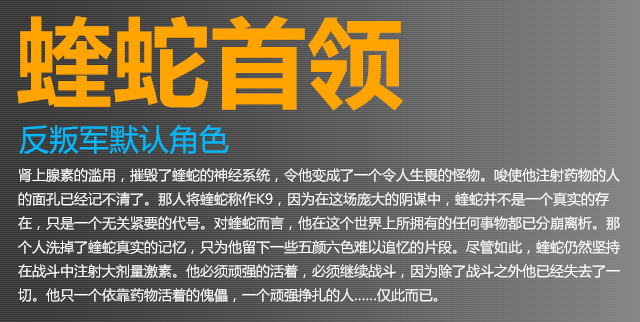 蝰蛇首领
反叛军默认角色
肾上腺素的滥用，摧毁了蝰蛇的神经系统，令他变成了一个令人生畏的怪物。唆使他注射药物的人
的面孔已经记不清了。那人将蝰蛇称作K9，因为在这场庞大的阴谋中，蝰蛇并不是一个真实的存
在，只是一个无关紧要的代号。对蝰蛇而言，他在这个世界上所拥有的任何事物都已分崩离析。那
个人洗掉了蝰蛇真实的记忆，只为他留下一些五颜六色难以追忆的片段。尽管如此，蝰蛇仍然坚持
在战斗中注射大剂量激素。他必须顽强的活着，必须继续战斗，因为除了战斗之外他已经失去了一
切。他只一个依靠药物活着的傀儡，一个顽强挣扎的人......仅此而已。